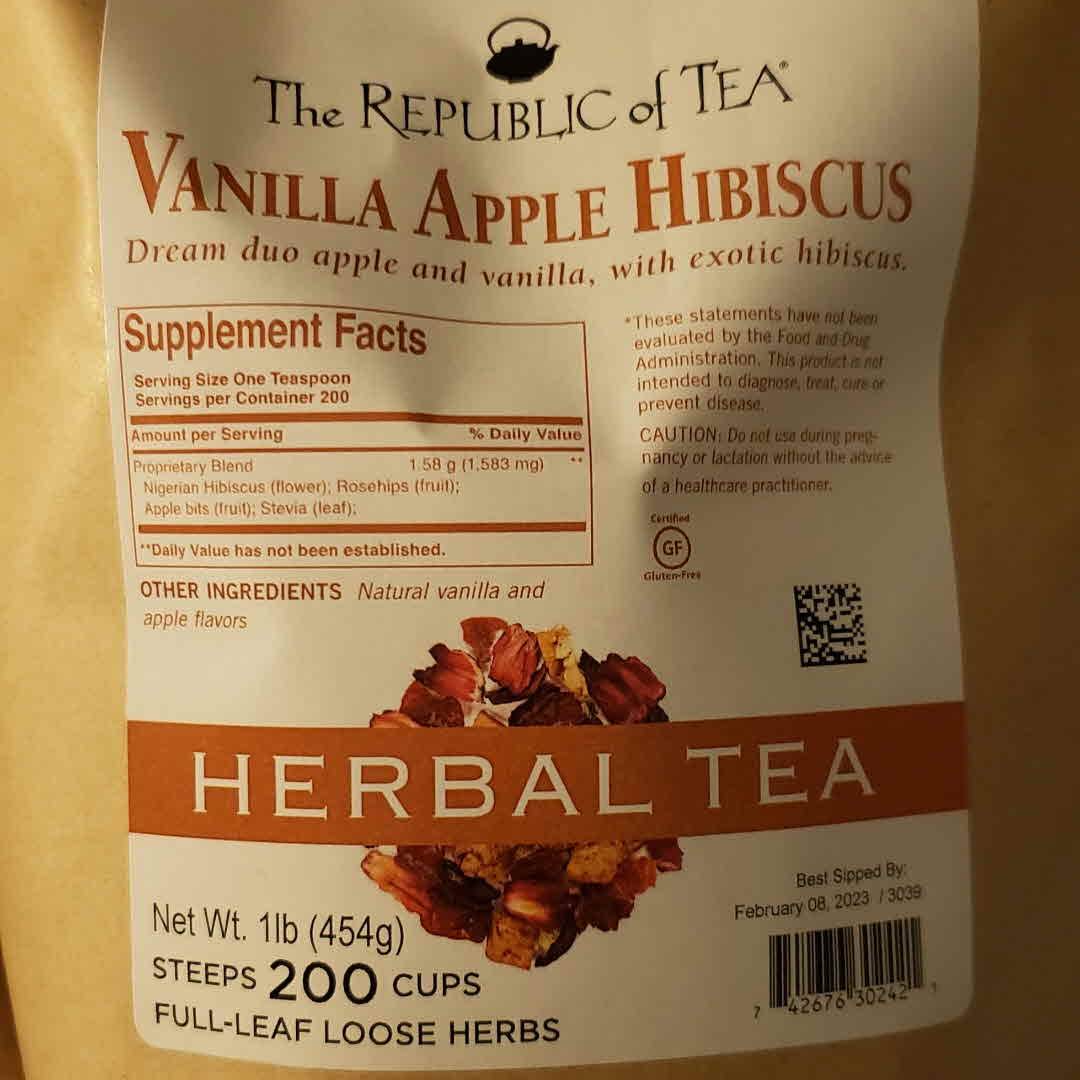 The REPUBLIC of TEA®
VANILLA APPLE HIBISCUS
Dream duo apple and vanilla, with exotic hibiscus.
Supplement Facts
Serving Size One Teaspoon
Servings per Container 200
Amount per Serving % Daily Value
Proprietary Blend 1.58 g (1,583 mg) **
Nigerian Hibiscus (flower); Rosehips (fruit);
Apple bits (fruit); Stevia (leaf);
**Daily Value has not been established.
OTHER INGREDIENTS Natural vanilla and
apple flavors
*These statements have not been
evaluated by the Food and Drug
Administration. This product is not
intended to diagnose, treat, cure or
prevent disease.
CAUTION: Do not use during preg-
nancy or lactation without the advice
of a healthcare practitioner.
Certified
GF
Gluten-Free
HERBAL TEA
Net Wt. 1lb (454g)
STEEPS 200 CUPS
FULL-LEAF LOOSE HERBS
Best Sipped By:
February 08, 2023 / 3039
7 42676 30242 1